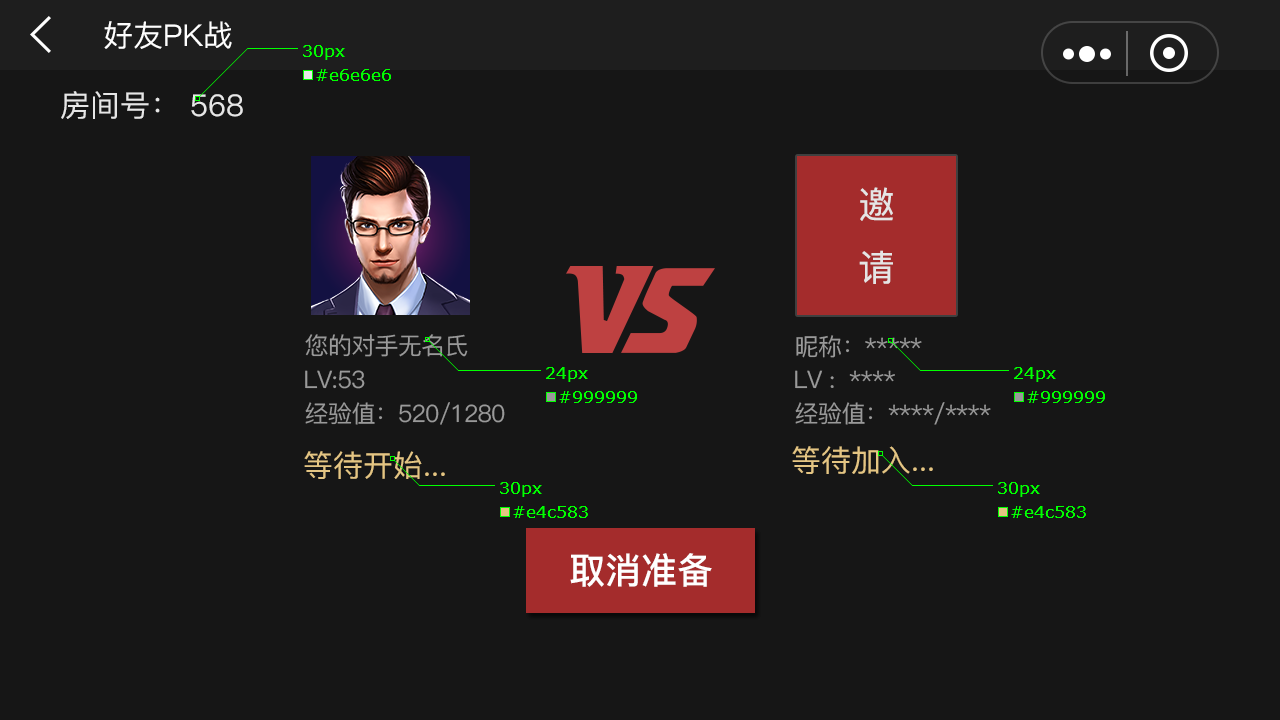 好友PK战
30px
#e6e6e6
房间号： 568
邀
请
VS
您的对手无名氏
LV:53
经验值：520/1280
24px
#999999
昵称：*****
LV：****
经验值：****/****
24px
#999999
等待开始...
30px
#e4c583
等待加入...
30px
#e4c583
取消准备